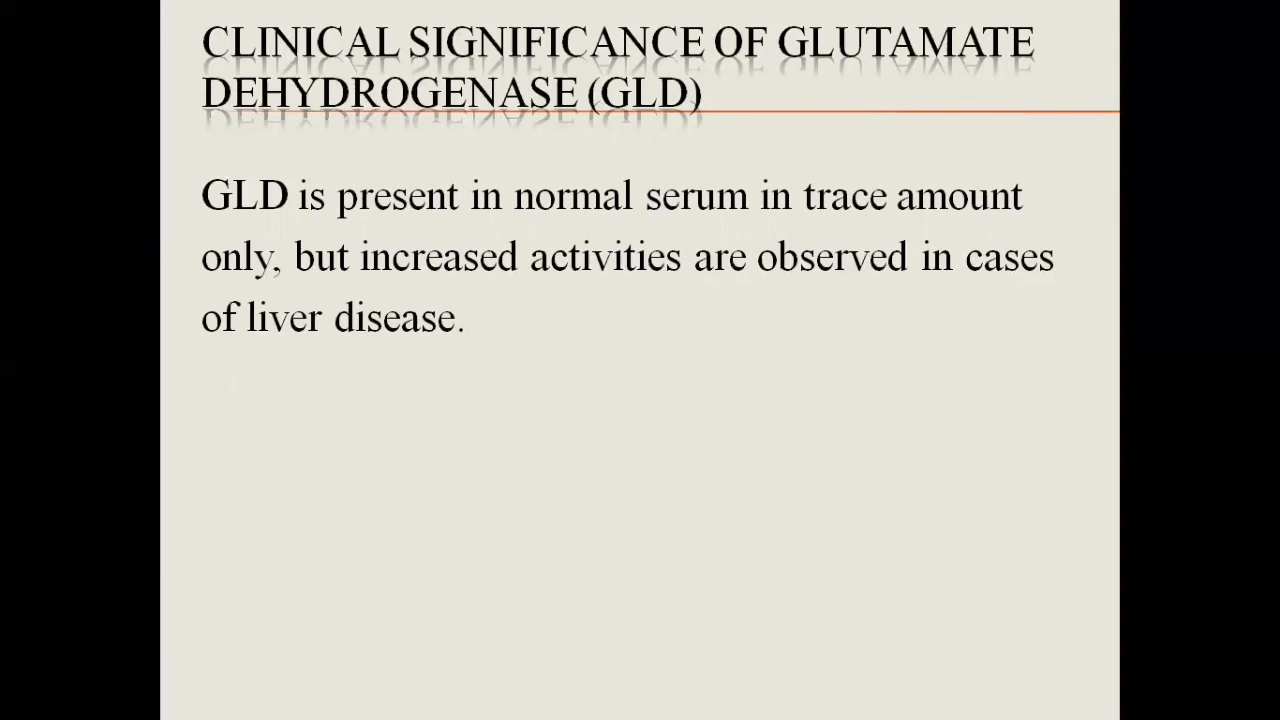 CLINICAL SIGNIFICANCE OF GLUTAMATE
DEHYDROGENASE (GLD)
GLD is present in normal serum in trace amount
only, but increased activities are observed in cases
of liver disease.